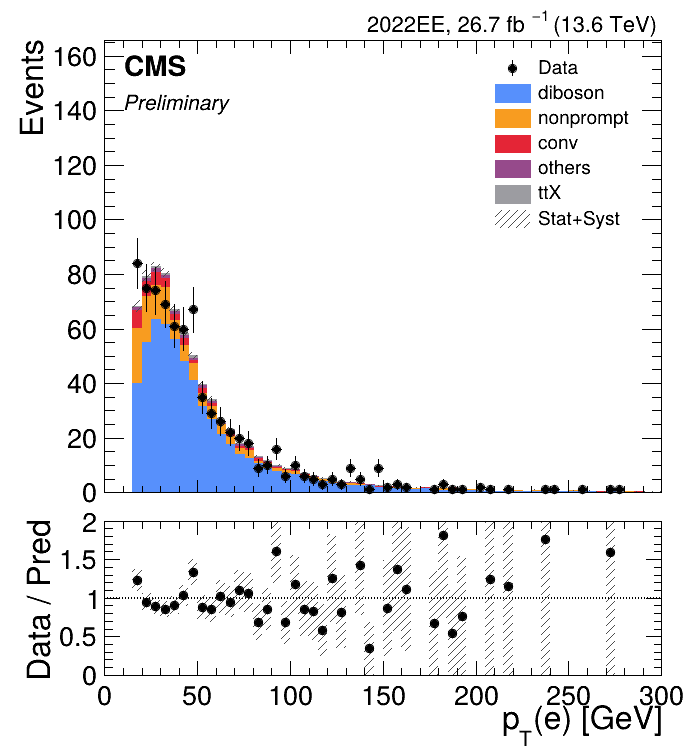 2022EE, 26.7 fb⁻¹ (13.6 TeV)
Events
160
140
120
100
80
60
40
20
0
CMS
Preliminary
Data
diboson
nonprompt
conv
others
ttX
Stat+Syst
Data / Pred
2
1.5
1
0.5
0
0 50 100 150 200 250 300
p_T(e) [GeV]